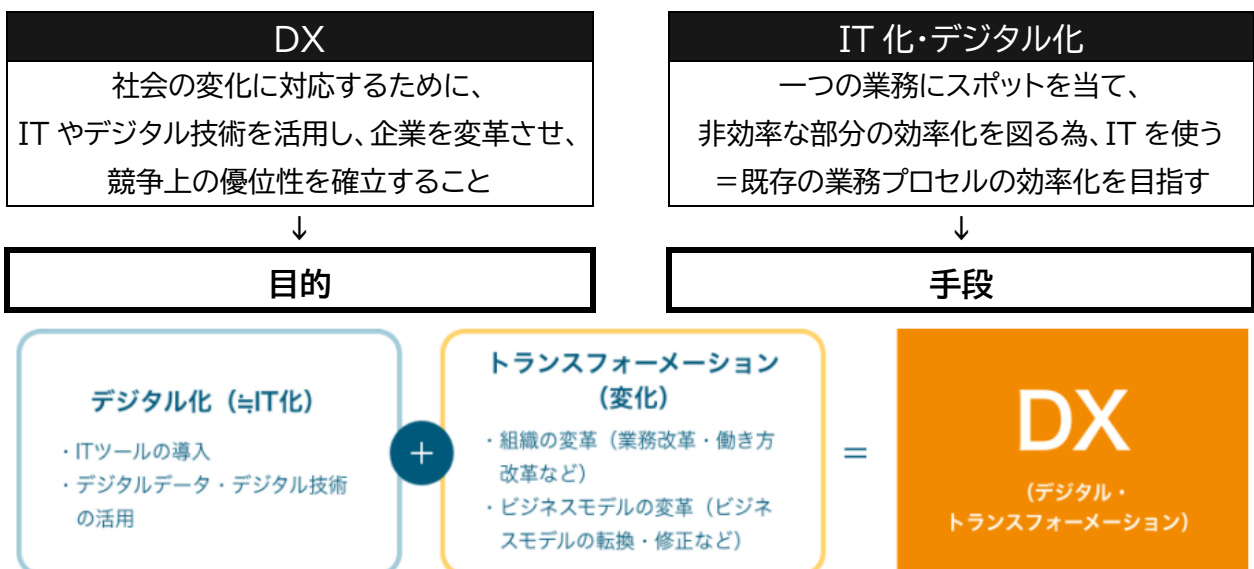 DX
社会の変化に対応するために、
IT やデジタル技術を活用し、企業を変革させ、
競争上の優位性を確立すること
↓
目的
IT 化・デジタル化
一つの業務にスポットを当て、
非効率な部分の効率化を図る為、IT を使う
＝既存の業務プロセルの効率化を目指す
↓
手段
デジタル化（≒IT化）
・ITツールの導入
・デジタルデータ・デジタル技術
の活用
+
トランスフォーメーション
（変化）
・組織の変革（業務改革・働き方
改革など）
・ビジネスモデルの変革（ビジネ
スモデルの転換・修正など）
=
DX
（デジタル・
トランスフォーメーション）